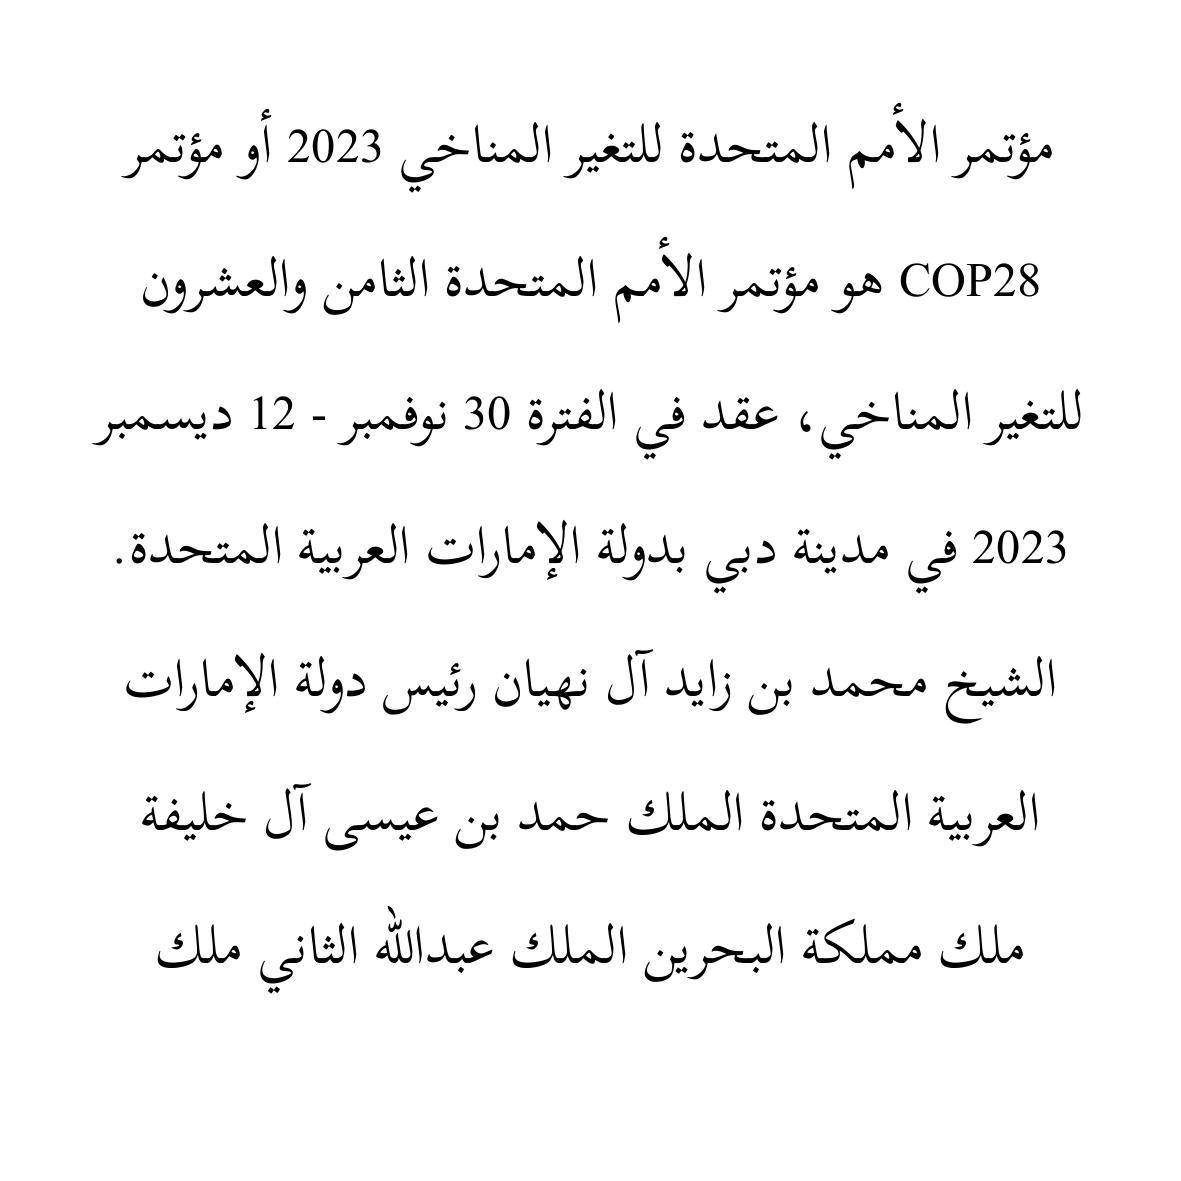 مؤتمر الأمم المتحدة للتغير المناخي 2023 أو مؤتمر
COP28 هو مؤتمر الأمم المتحدة الثامن والعشرون
للتغير المناخي، عقد في الفترة 30 نوفمبر - 12 ديسمبر
2023 في مدينة دبي بدولة الإمارات العربية المتحدة.
الشيخ محمد بن زايد آل نهيان رئيس دولة الإمارات
العربية المتحدة الملك حمد بن عيسى آل خليفة
ملك مملكة البحرين الملك عبدالله الثاني ملك